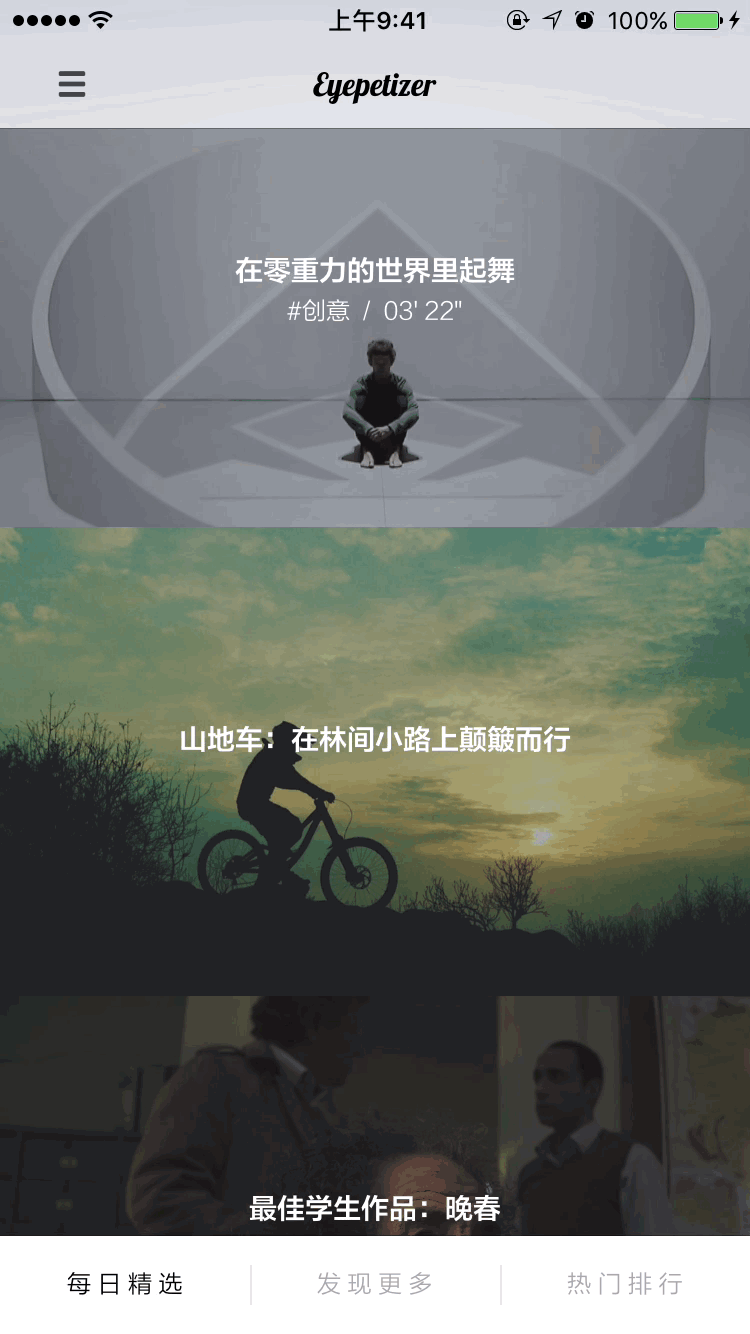 上午9:41
100%
Eyepetizer
在零重力的世界里起舞
#创意 / 03' 22"
山地车：在林间小路上颠簸而行
最佳学生作品：晚春
每日精选
发现更多
热门排行